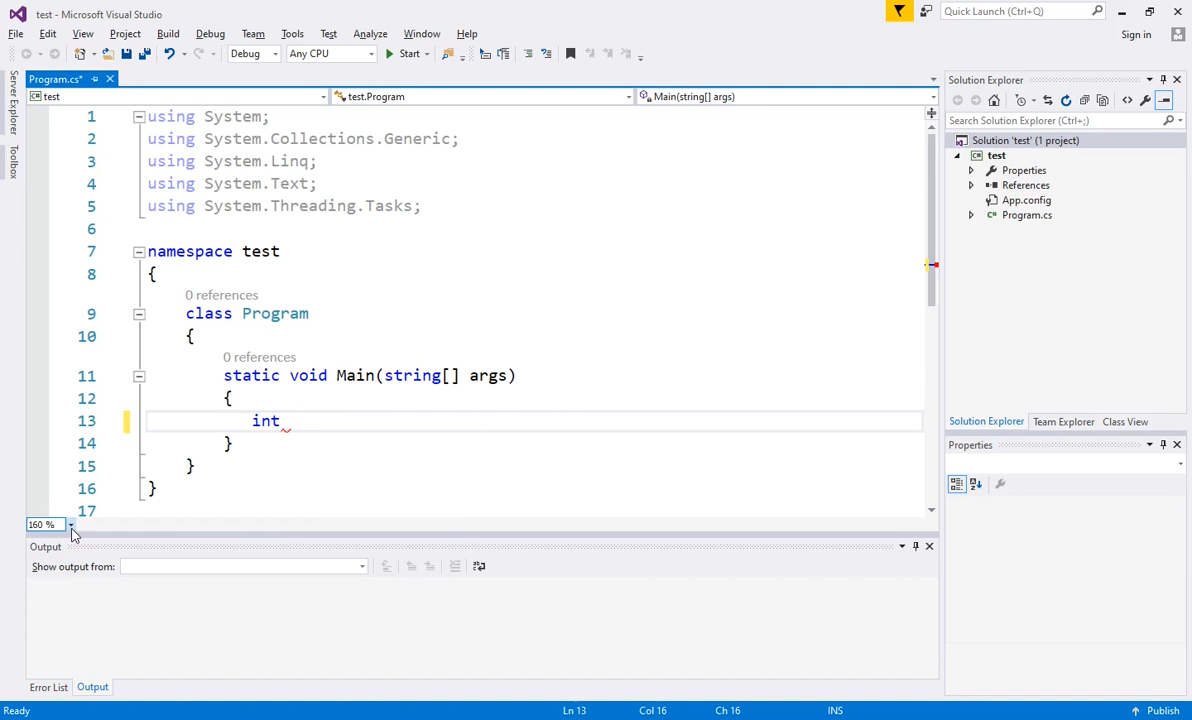 test - Microsoft Visual Studio
Quick Launch (Ctrl+Q)
File Edit View Project Build Debug Team Tools Test Analyze Window Help
Sign in
Debug Any CPU Start
Program.cs*
test test.Program Main(string[] args)
Server Explorer
Toolbox
1 using System;
2 using System.Collections.Generic;
3 using System.Linq;
4 using System.Text;
5 using System.Threading.Tasks;
6
7 namespace test
8 {
0 references
9 class Program
10 {
0 references
11 static void Main(string[] args)
12 {
13 int
14 }
15 }
16 }
17
160 %
Output
Show output from:
Error List Output
Solution Explorer
Search Solution Explorer (Ctrl+;)
Solution 'test' (1 project)
C# test
Properties
References
App.config
C# Program.cs
Solution Explorer Team Explorer Class View
Properties
Ready Ln 13 Col 16 Ch 16 INS Publish